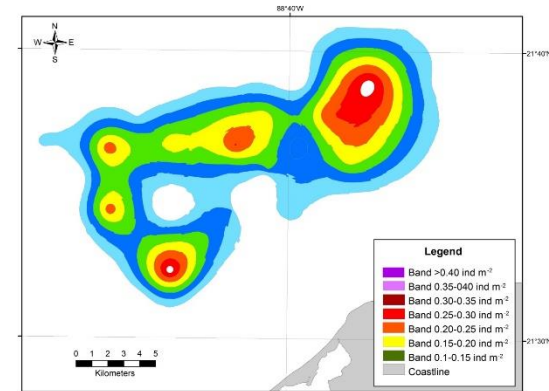 88°40'W
N
W E
S
21°40'
Legend
Band >0.40 ind m-2
Band 0.35-040 ind m-2
Band 0.30-0.35 ind m-2
Band 0.25-0.30 ind m-2
Band 0.20-0.25 ind m-2
Band 0.15-0.20 ind m-2
Band 0.1-0.15 ind m-2
Coastline
21°30'
0 1 2 3 4 5
Kilometers